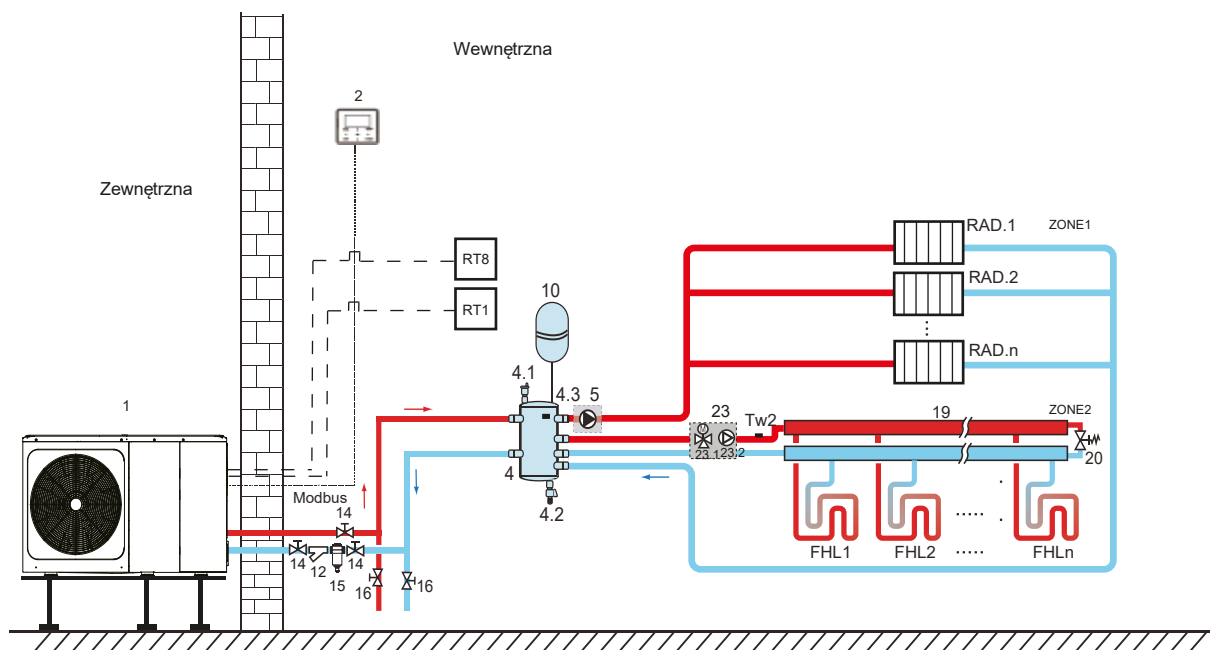 Wewnętrzna
2
Zewnętrzna
RAD.1
ZONE1
RT8
RAD.2
10
RT1
RAD.n
4.1
4.3
5
1
23
Tw2
19
ZONE2
M
23.1
23.2
20
4
Modbus
4.2
14
14
12
15
14
16
16
FHL1
FHL2
......
FHLn